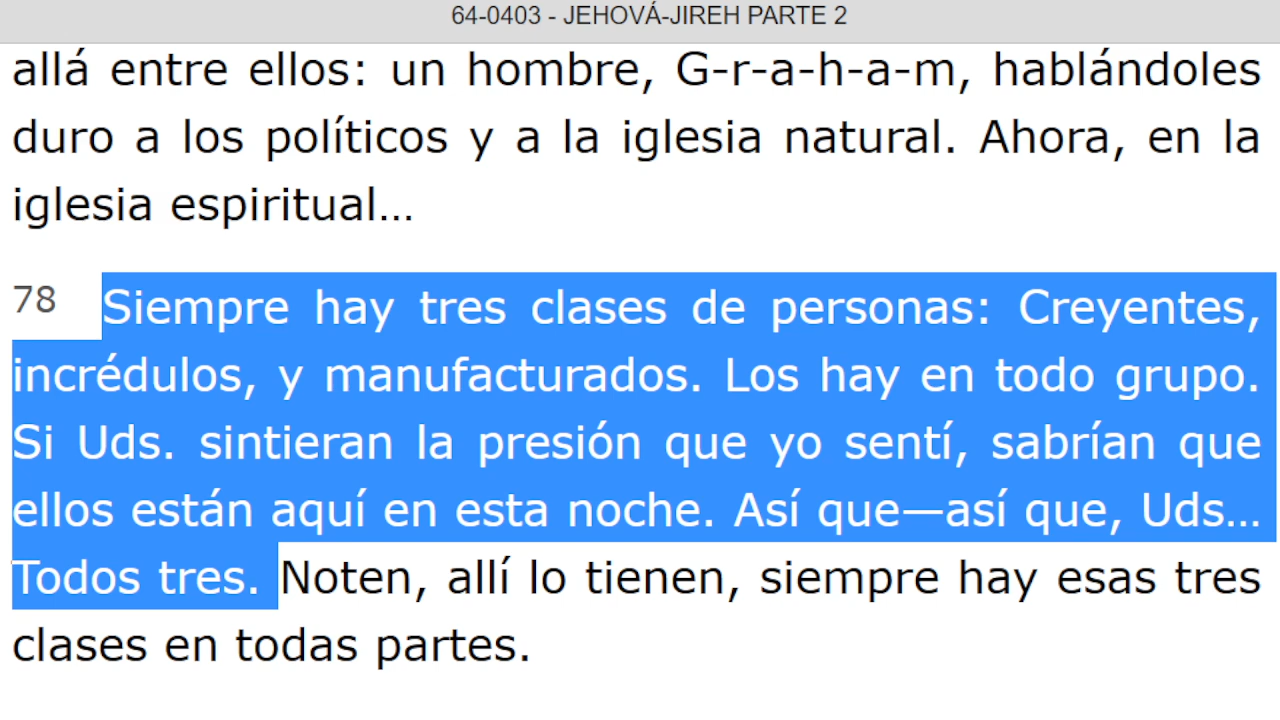 64-0403 - JEHOVÁ-JIREH PARTE 2
allá entre ellos: un hombre, G-r-a-h-a-m, hablándoles
duro a los políticos y a la iglesia natural. Ahora, en la
iglesia espiritual...
78 Siempre hay tres clases de personas: Creyentes,
incrédulos, y manufacturados. Los hay en todo grupo.
Si Uds. sintieran la presión que yo sentí, sabrían que
ellos están aquí en esta noche. Así que—así que, Uds...
Todos tres. Noten, allí lo tienen, siempre hay esas tres
clases en todas partes.